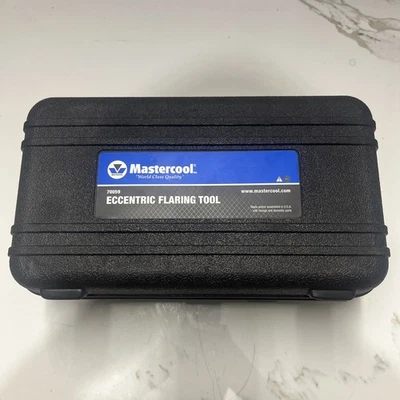 Mastercool
"World Class Quality"
70059
www.mastercool.com
ECCENTRIC FLARING TOOL